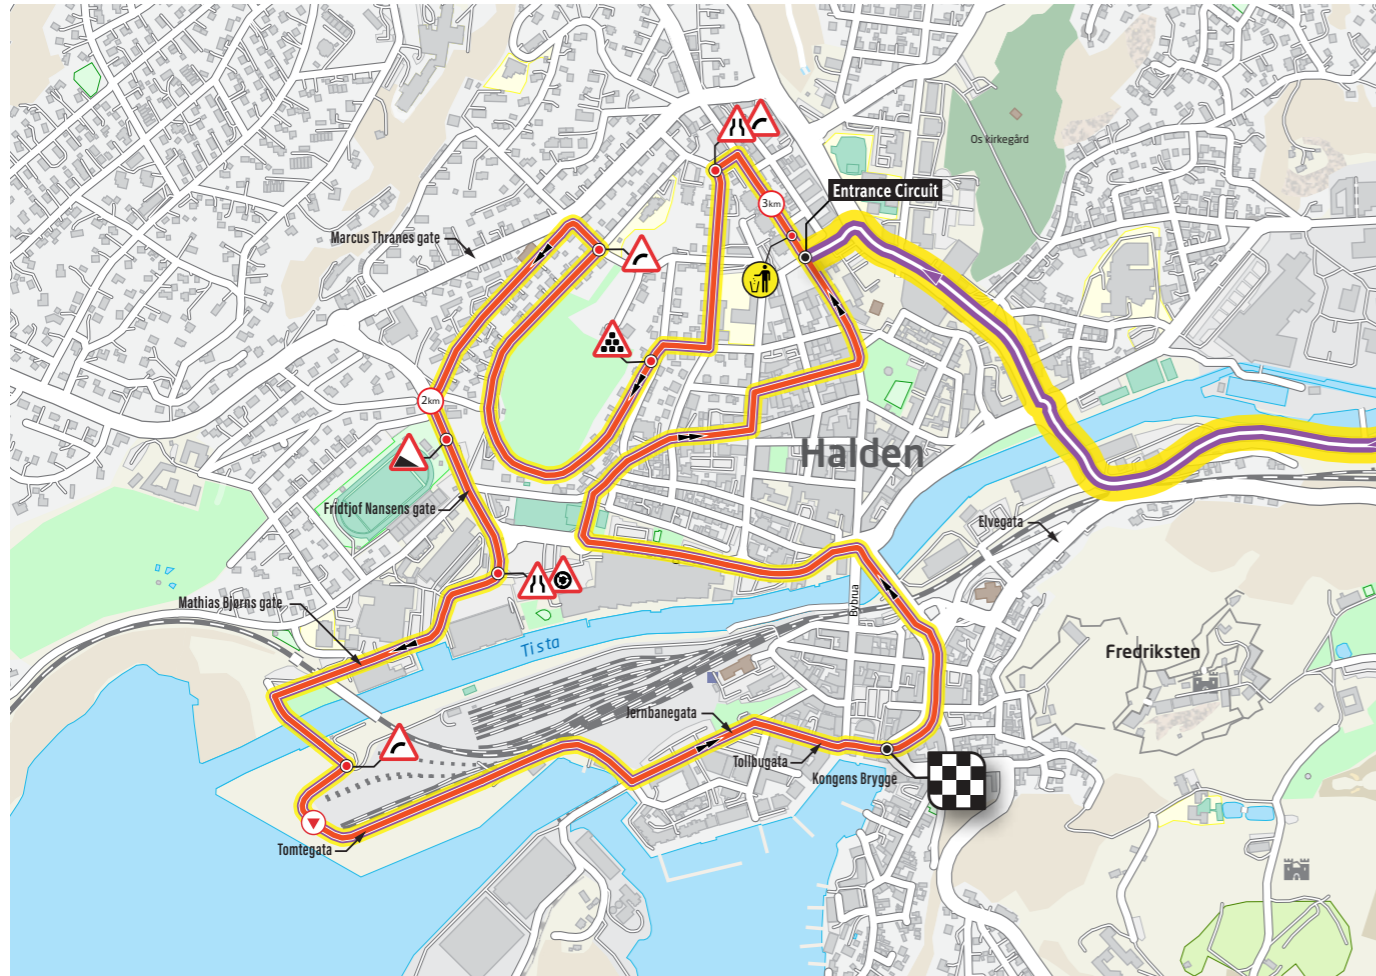 Os kirkegård
Entrance Circuit
3km
Marcus Thranes gate
2km
Halden
Fridtjof Nansens gate
Elvegata
Mathias Bjørns gate
Bybrua
Tista
Fredriksten
Jernbanegata
Tollbugata
Kongens Brygge
Tomtegata